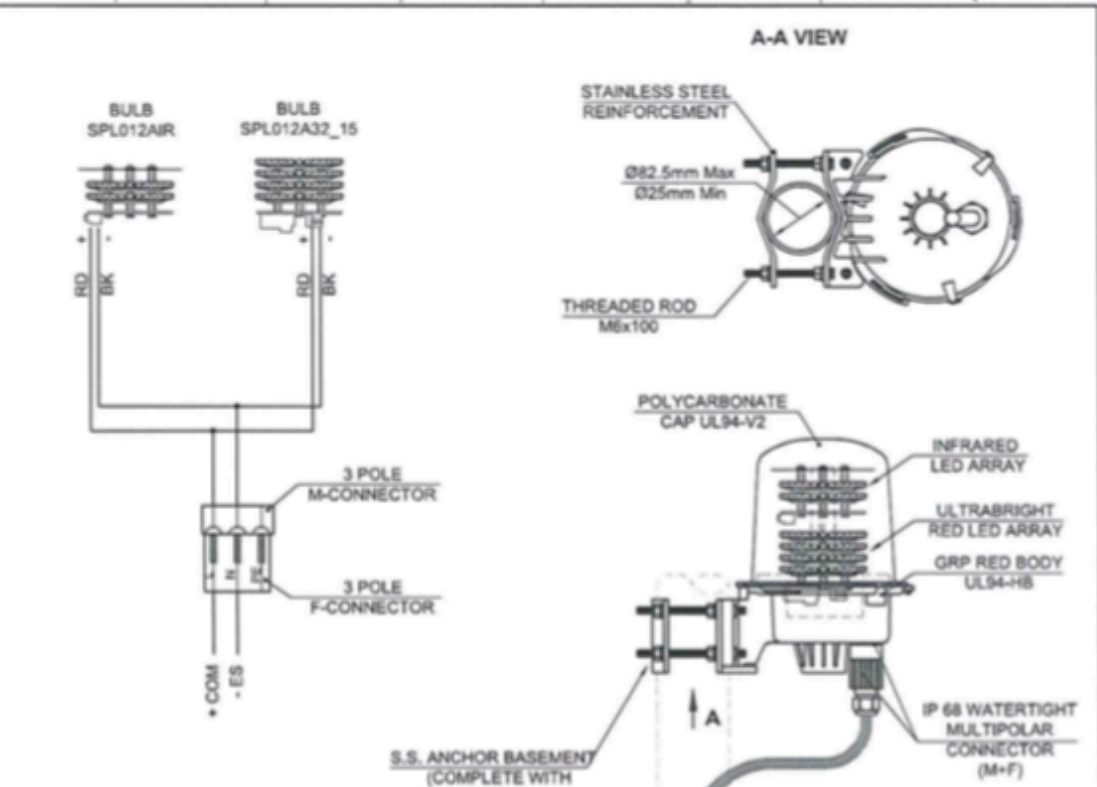 A-A VIEW
BULB
SPL012AIR
BULB
SPL012A32_15
+
-
+
-
RD
BK
RD
BK
3 POLE
M-CONNECTOR
N
PE
3 POLE
F-CONNECTOR
+ COM
- ES
STAINLESS STEEL
REINFORCEMENT
Ø82.5mm Max
Ø25mm Min
THREADED ROD
M6x100
POLYCARBONATE
CAP UL94-V2
INFRARED
LED ARRAY
ULTRABRIGHT
RED LED ARRAY
GRP RED BODY
UL94-HB
A
IP 68 WATERTIGHT
MULTIPOLAR
CONNECTOR
(M+F)
S.S. ANCHOR BASEMENT
(COMPLETE WITH